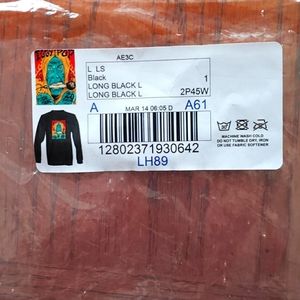 AE3C
L LS
Black 1
LONG BLACK L
LONG BLACK L 2P45W
A MAR 14 06:05 D A61
MACHINE WASH COLD
DO NOT TUMBLE DRY, IRON
OR USE FABRIC SOFTENER
12802371930642
LH89